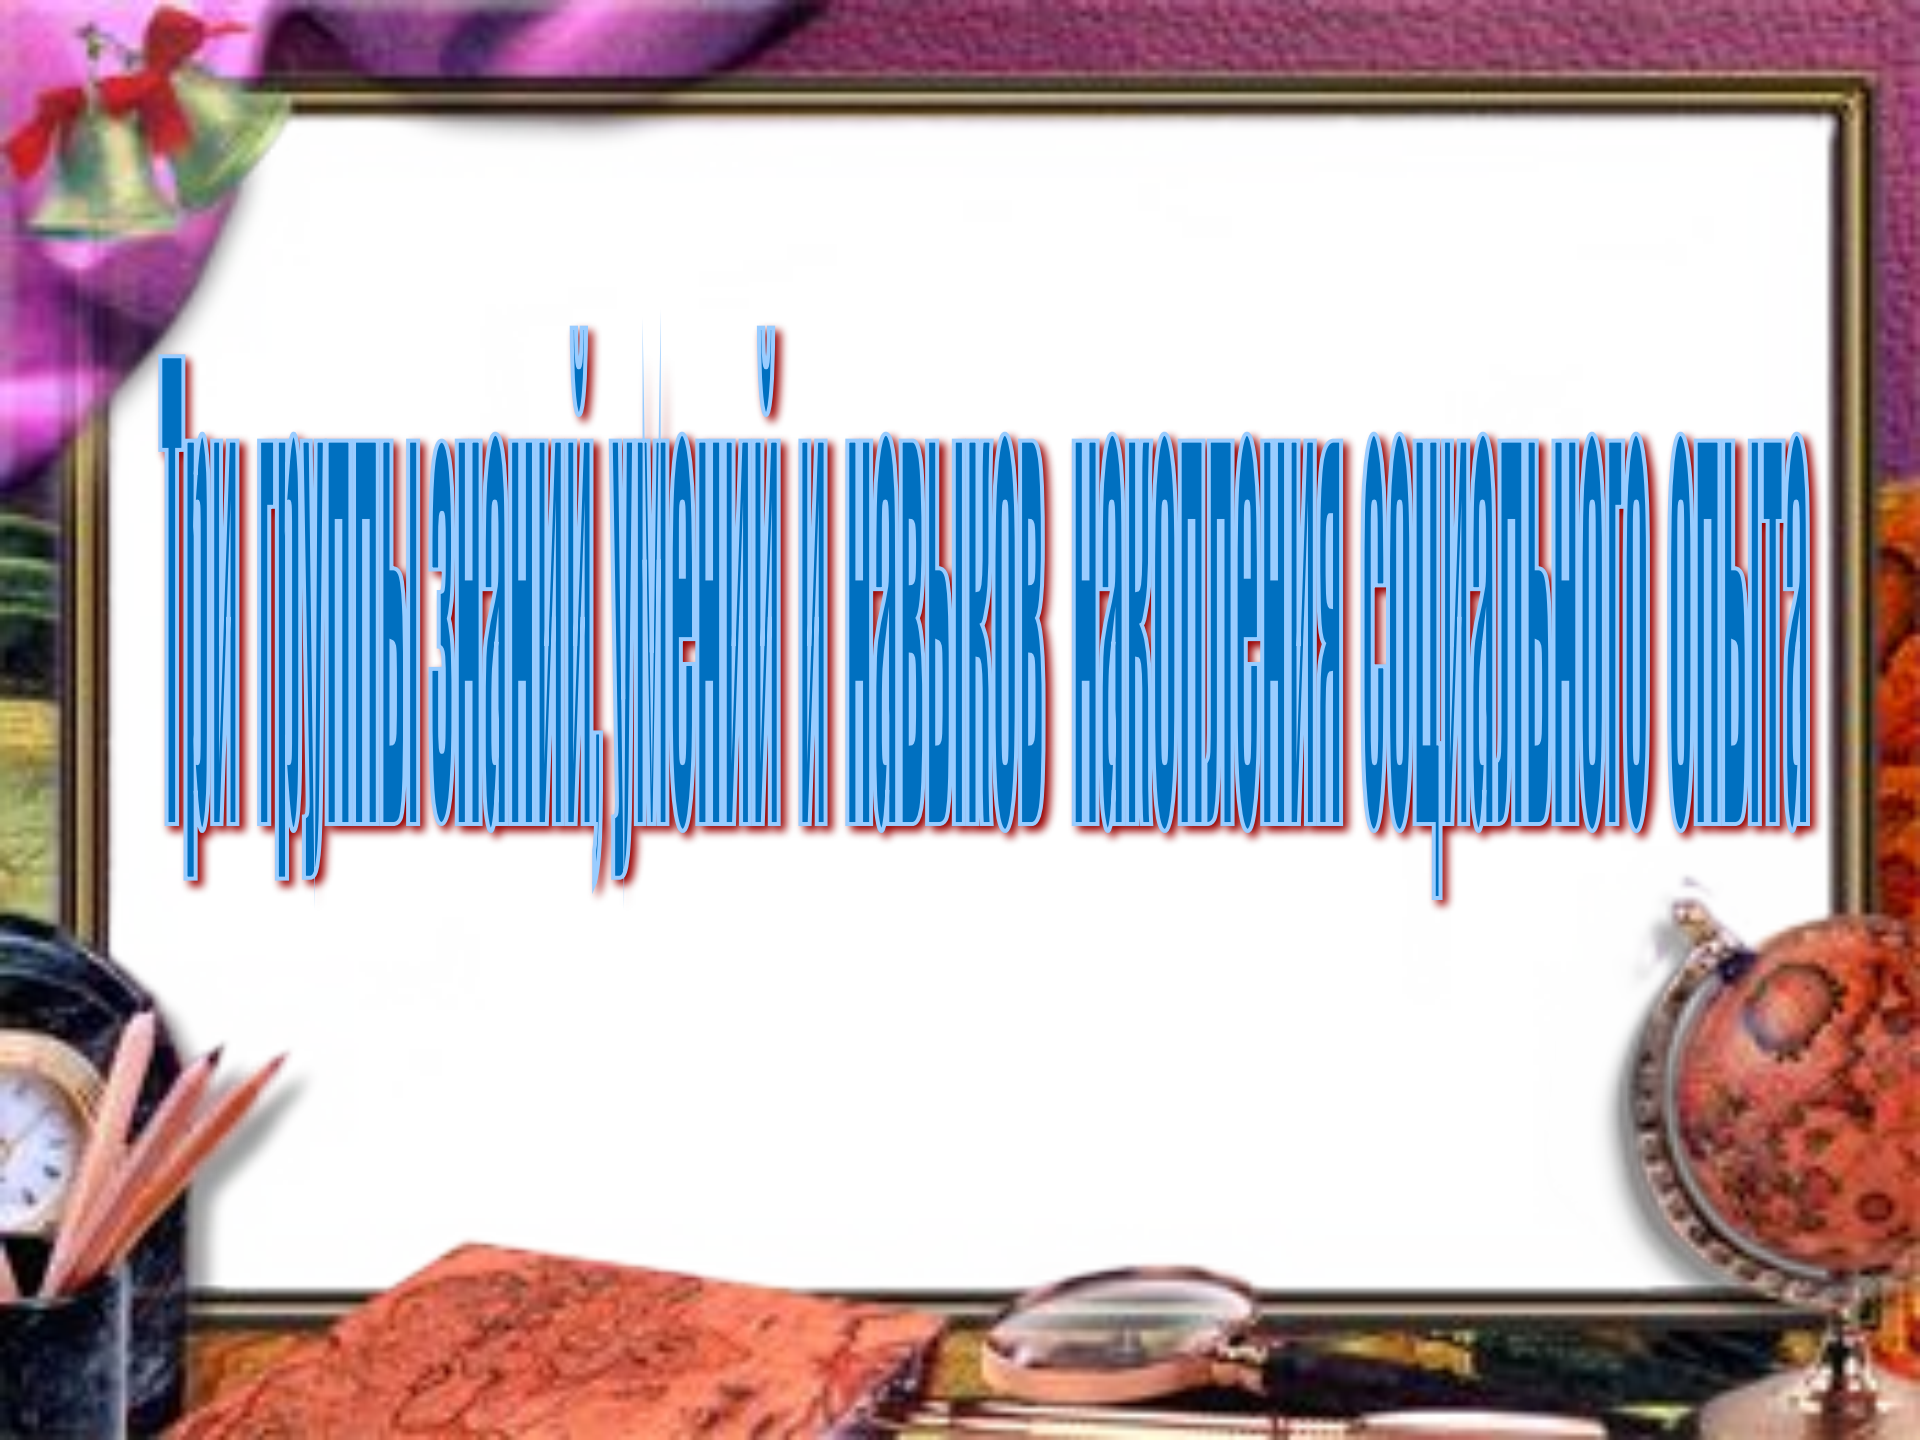 Три группы знаний, умений и навыков накопления социального опыта